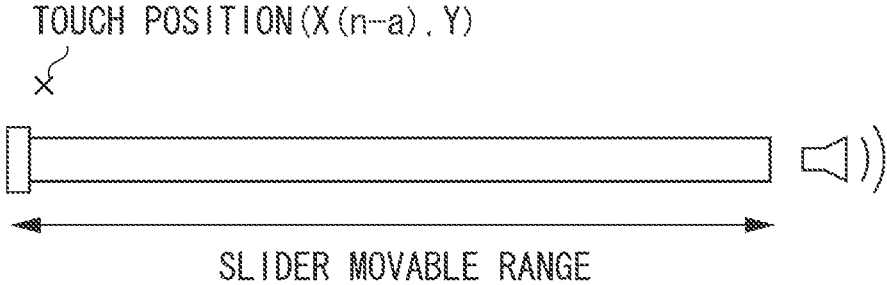 TOUCH POSITION(X(n-a),Y)
SLIDER MOVABLE RANGE